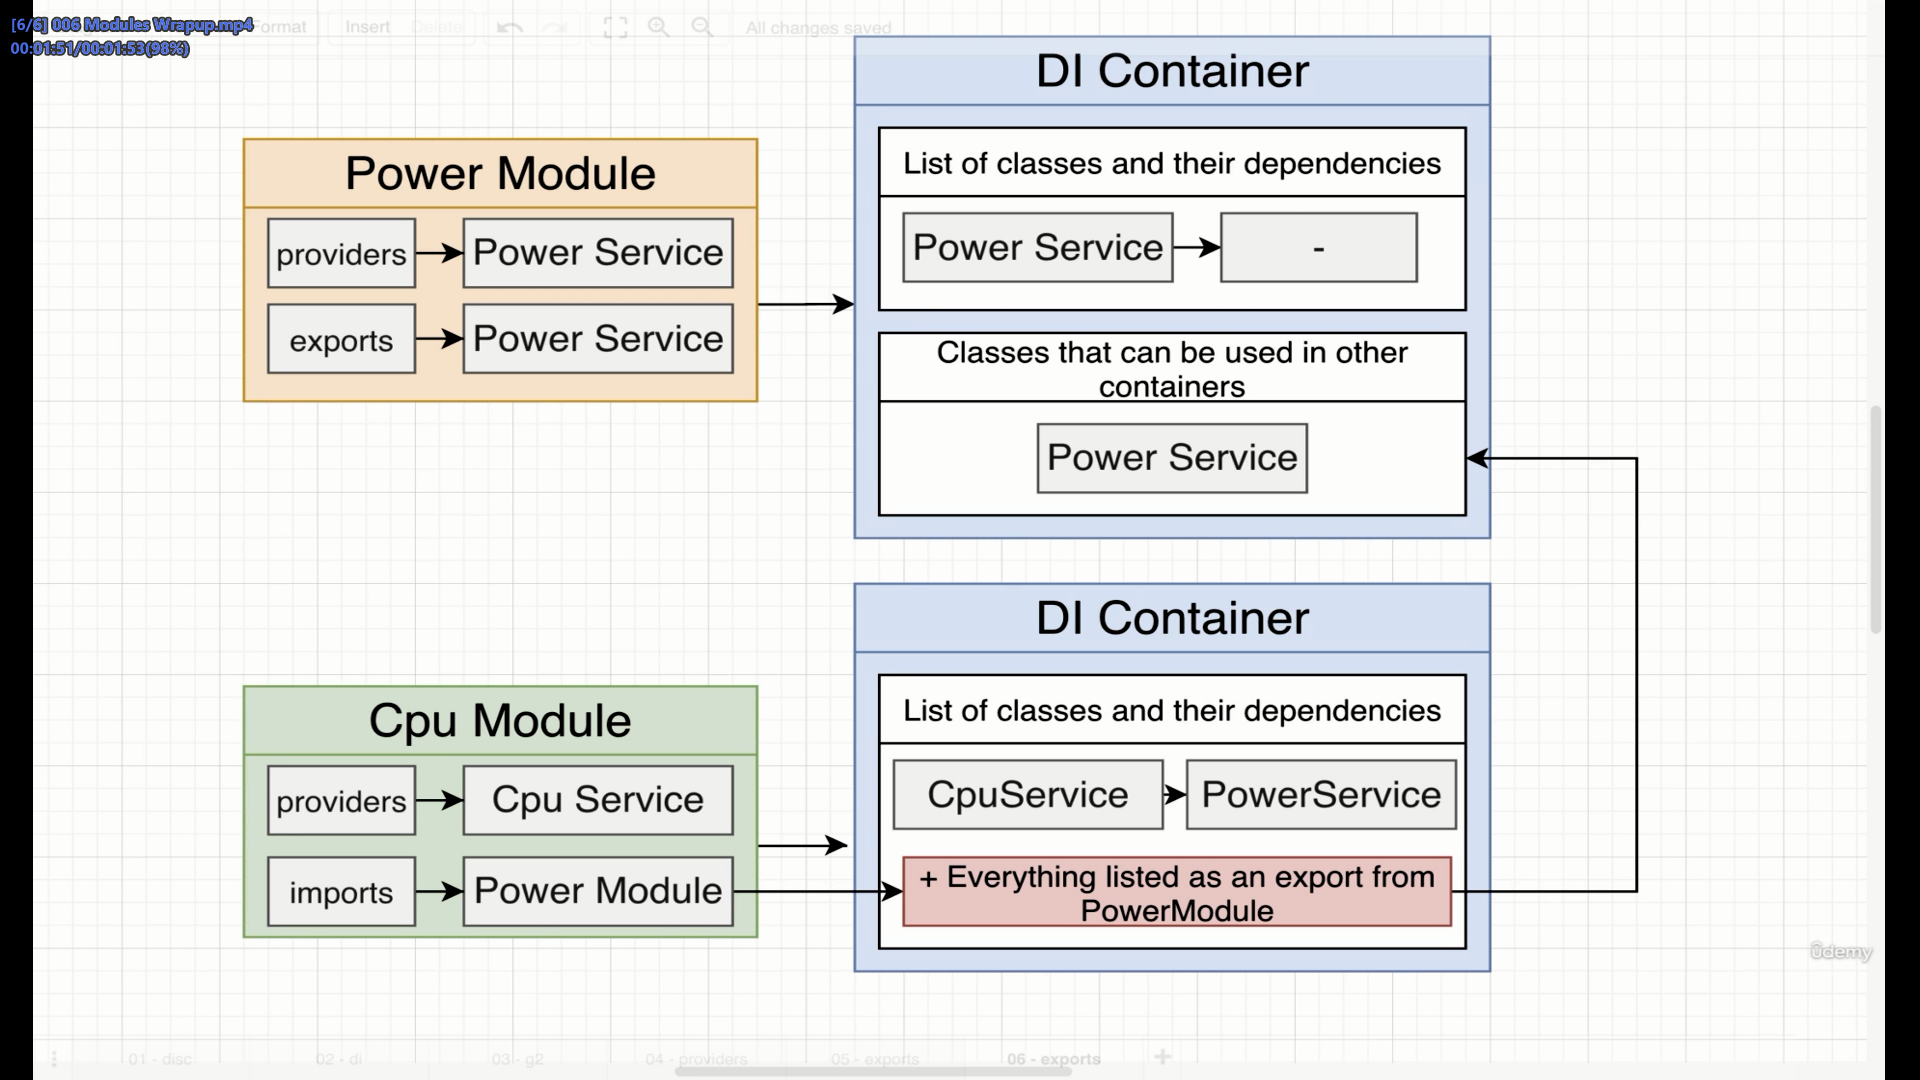 [6/6] 006 Modules Wrapup.mp4
00:01:51/00:01:53(98%)
Format Insert Delete All changes saved
DI Container
List of classes and their dependencies
Power Service -
Classes that can be used in other
containers
Power Service
Power Module
providers Power Service
exports Power Service
DI Container
List of classes and their dependencies
CpuService PowerService
+ Everything listed as an export from
PowerModule
Cpu Module
providers Cpu Service
imports Power Module
ûdemy
01 - disc 02 - di 03 - g2 04 - providers 05 - exports 06 - exports